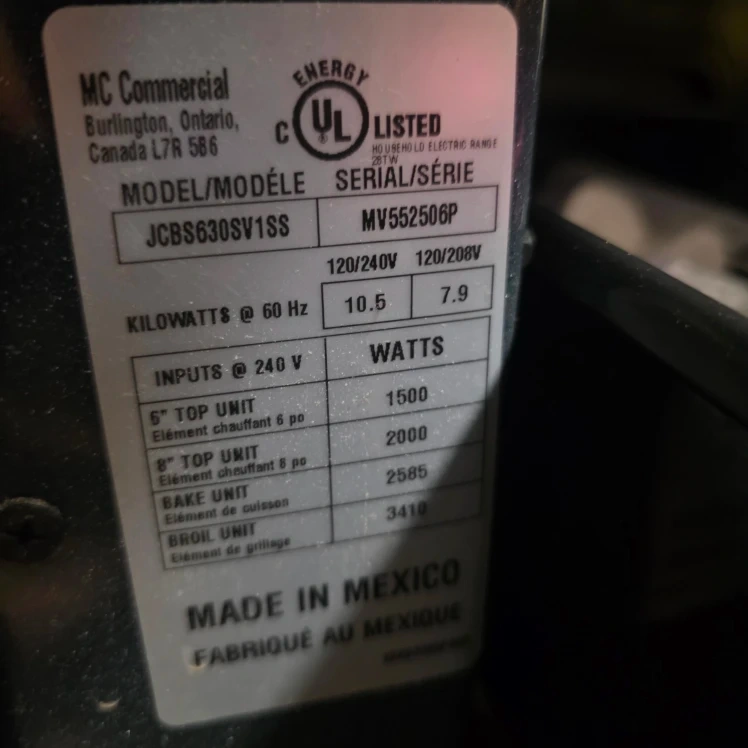 MC Commercial
Burlington, Ontario,
Canada L7R 5B6
ENERGY
C UL LISTED
HOUSEHOLD ELECTRIC RANGE
28TW
MODEL/MODÉLE SERIAL/SÉRIE
JCBS630SV1SS MV552506P
120/240V 120/208V
KILOWATTS @ 60 Hz 10.5 7.9
INPUTS @ 240 V WATTS
6" TOP UNIT 1500
Elément chauffant 6 po
8" TOP UNIT 2000
Elément chauffant 8 po
BAKE UNIT 2585
Elément de cuisson
BROIL UNIT 3410
Elément de grillage
MADE IN MEXICO
FABRIQUÉ AU MEXIQUE